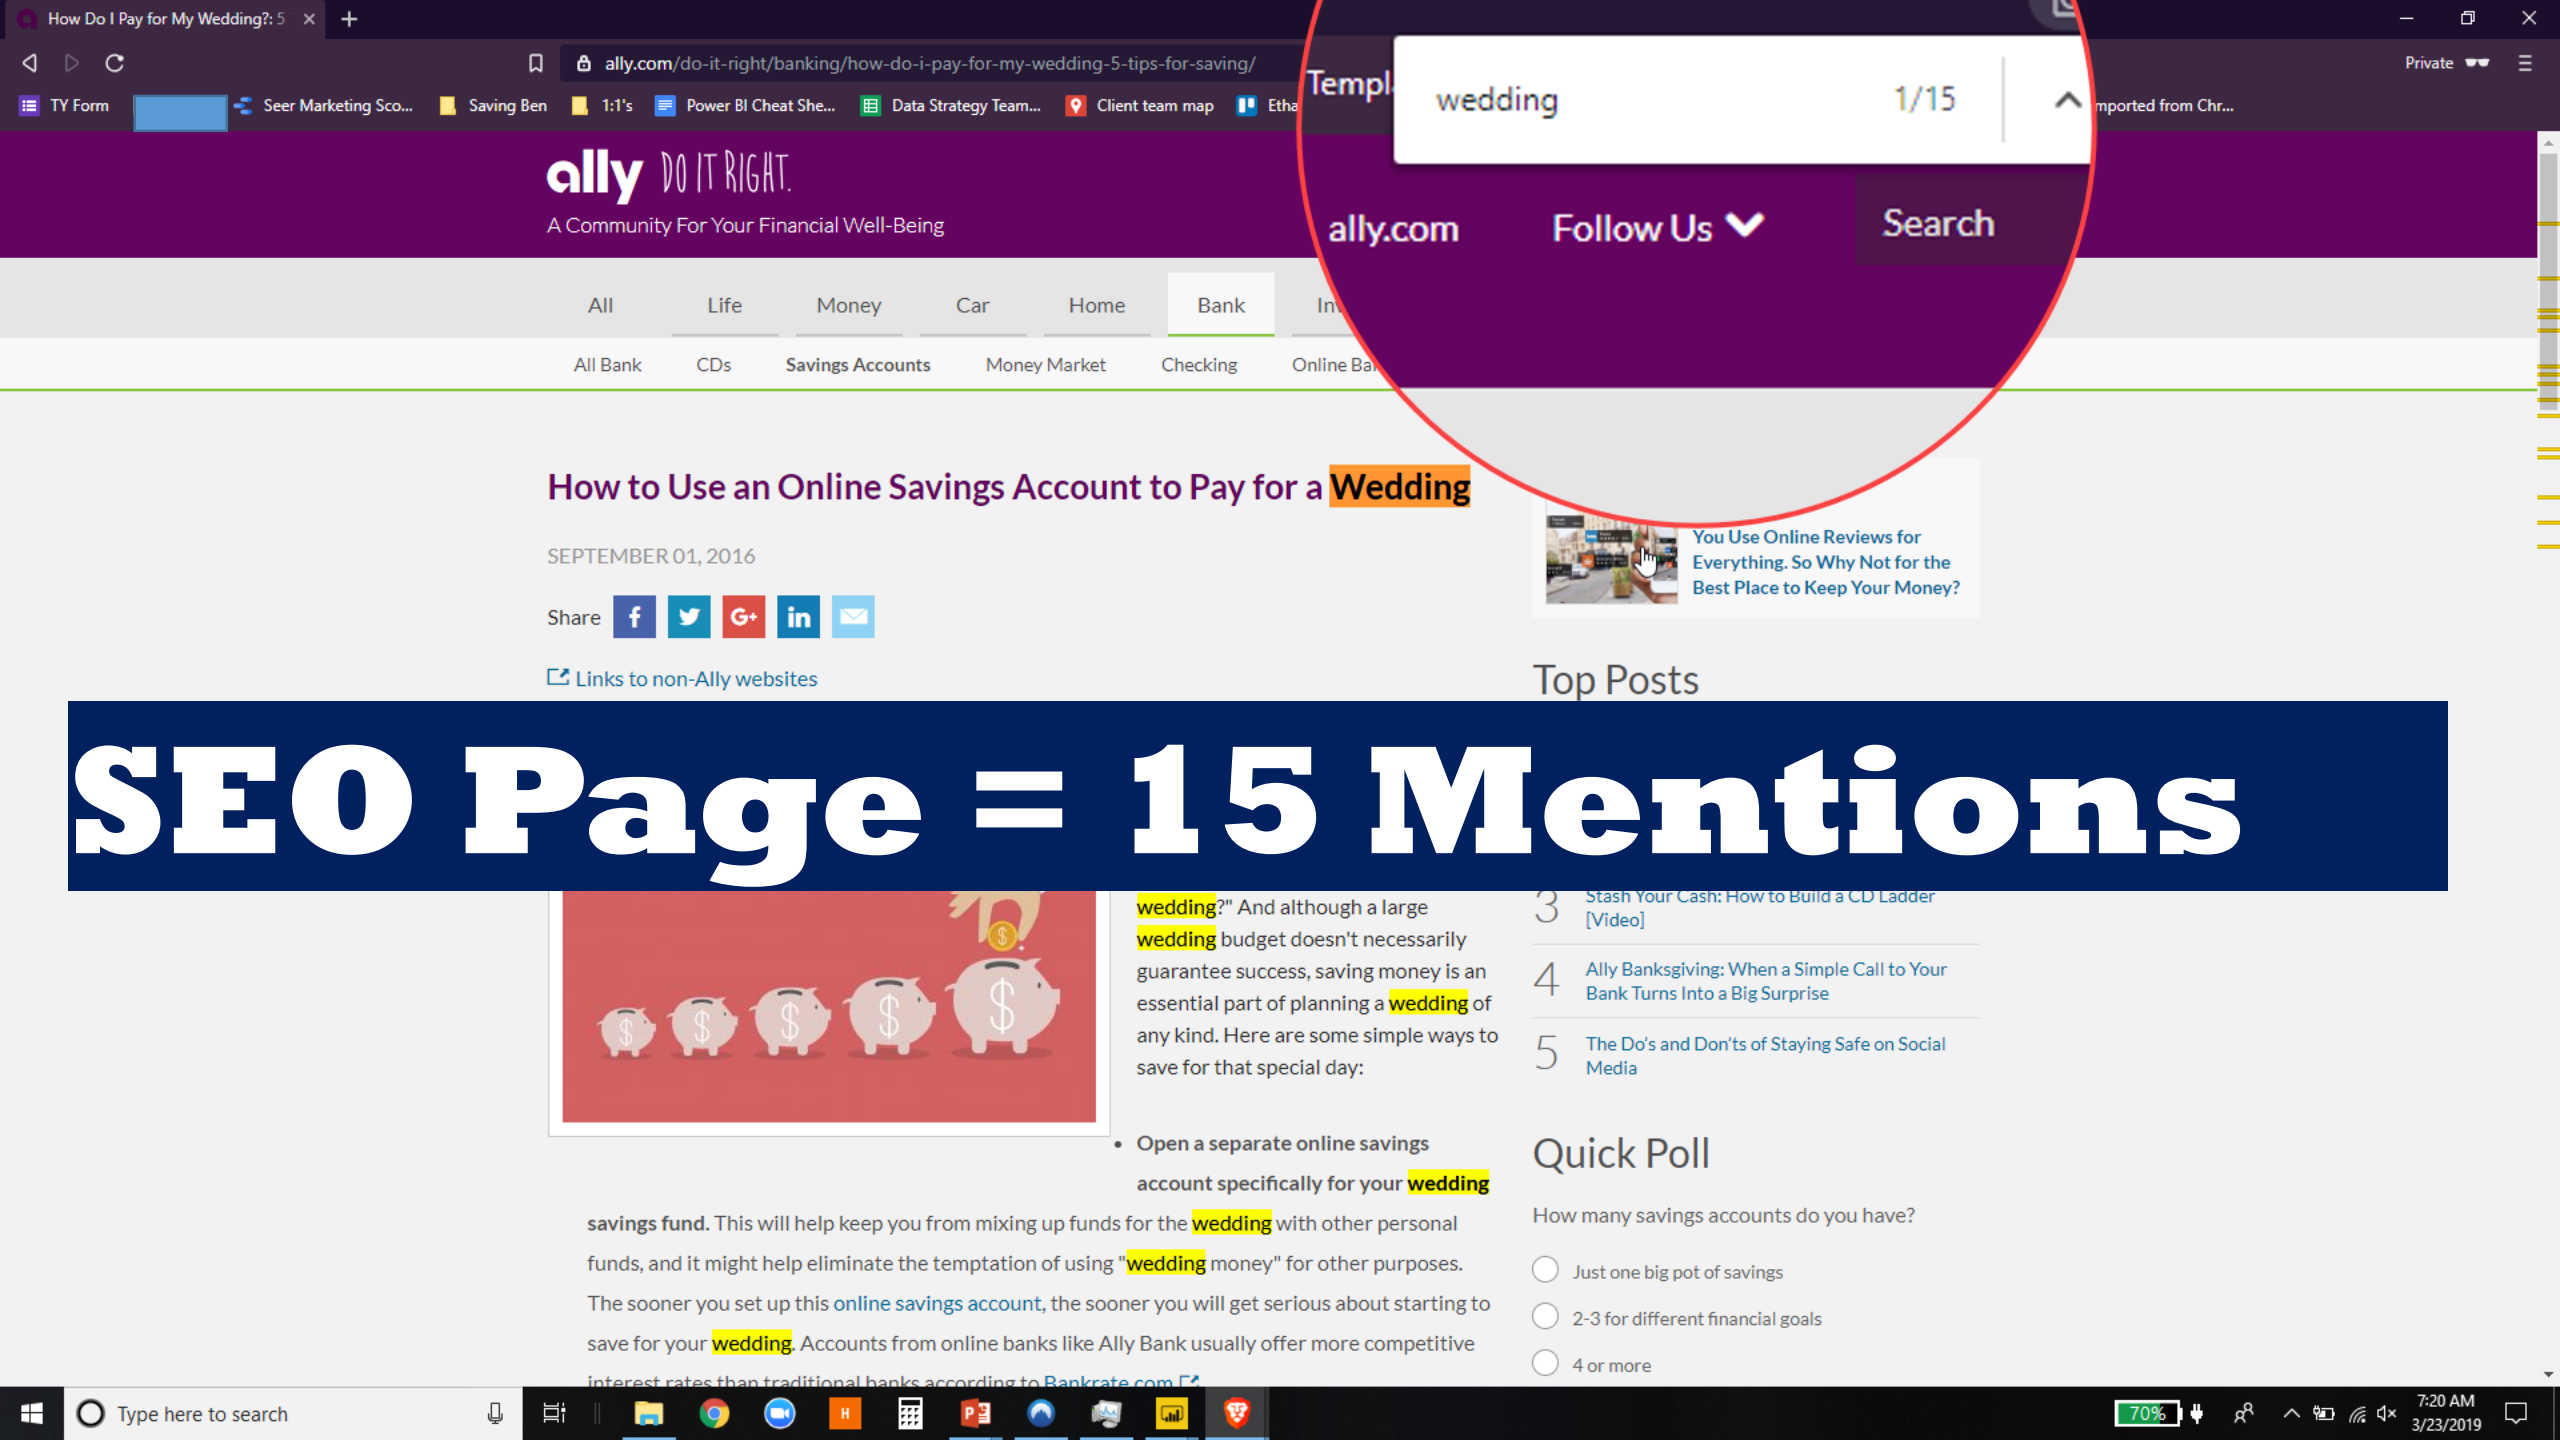 How Do I Pay for My Wedding?: 5
ally.com/do-it-right/banking/how-do-i-pay-for-my-wedding-5-tips-for-saving/
Private
TY Form
Seer Marketing Sco...
Saving Ben
1:1's
Power BI Cheat She...
Data Strategy Team...
Client team map
wedding 1/15
ally DO IT RIGHT.
A Community For Your Financial Well-Being
ally.com Follow Us Search
All Life Money Car Home Bank
All Bank CDs Savings Accounts Money Market Checking Online
How to Use an Online Savings Account to Pay for a Wedding
SEPTEMBER 01, 2016
Share
Links to non-Ally websites
You Use Online Reviews for
Everything. So Why Not for the
Best Place to Keep Your Money?
Top Posts
SEO Page = 15 Mentions
wedding?" And although a large
wedding budget doesn't necessarily
guarantee success, saving money is an
essential part of planning a wedding of
any kind. Here are some simple ways to
save for that special day:
• Open a separate online savings
account specifically for your wedding
savings fund. This will help keep you from mixing up funds for the wedding with other personal
funds, and it might help eliminate the temptation of using "wedding money" for other purposes.
The sooner you set up this online savings account, the sooner you will get serious about starting to
save for your wedding. Accounts from online banks like Ally Bank usually offer more competitive
interest rates than traditional banks according to Bankrate.com
3 Stash Your Cash: How to Build a CD Ladder
[Video]
4 Ally Banksgiving: When a Simple Call to Your
Bank Turns Into a Big Surprise
5 The Do's and Don'ts of Staying Safe on Social
Media
Quick Poll
How many savings accounts do you have?
Just one big pot of savings
2-3 for different financial goals
4 or more
Type here to search
70%
7:20 AM
3/23/2019